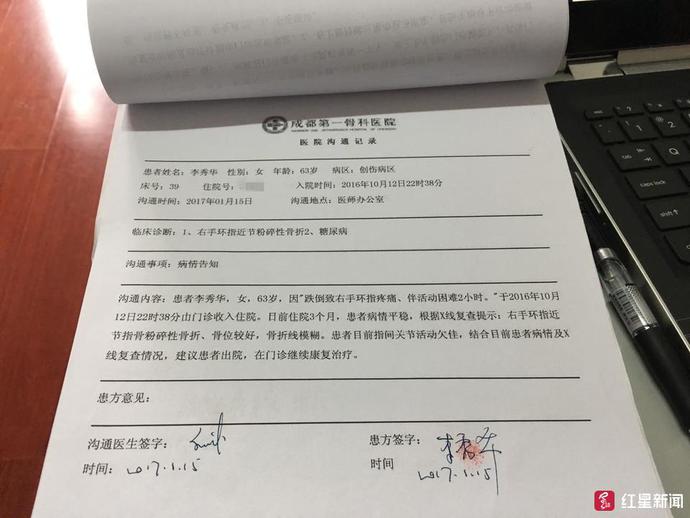 成都第一骨科医院
医院沟通记录
患者姓名：李秀华 性别：女 年龄：63岁 病区：创伤病区
床号：39 住院号： 入院时间：2016年10月12日22时38分
沟通时间：2017年01月15日 沟通地点：医师办公室
临床诊断：1、右手环指近节粉碎性骨折2、糖尿病
沟通事项：病情告知
沟通内容：患者李秀华，女，63岁，因"跌倒致右手环指疼痛、伴活动困难2小时。"于2016年10月
12日22时38分由门诊收入住院。目前住院3个月，患者病情平稳，根据X线复查提示：右手环指近
节指骨粉碎性骨折、骨位较好，骨折线模糊。患者目前指间关节活动欠佳，结合目前患者病情及X
线复查情况，建议患者出院，在门诊继续康复治疗。
患方意见：
沟通医生签字： 患方签字：李秀华
时间：2017.1.15 时间 2017.1.15
红星新闻